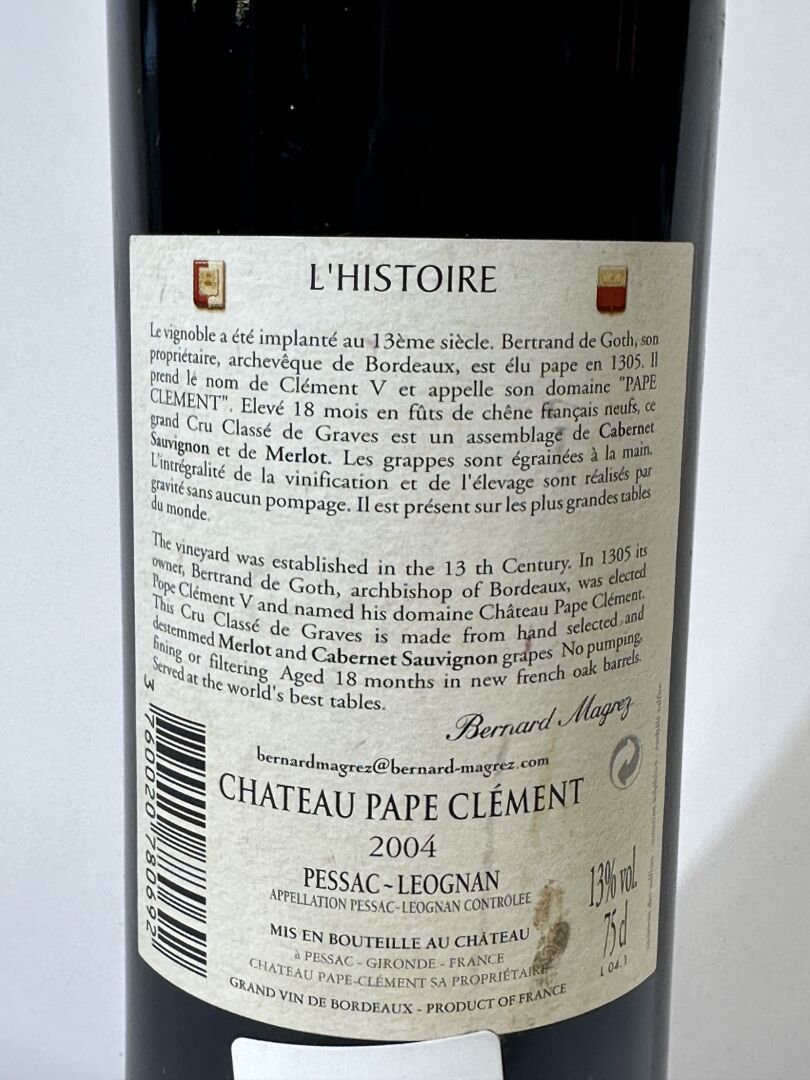 L'HISTOIRE
Le vignoble a été implanté au 13ème siècle. Bertrand de Goth, son
propriétaire, archevêque de Bordeaux, est élu pape en 1305. Il
prend le nom de Clément V et appelle son domaine "PAPE
CLEMENT". Elevé 18 mois en fûts de chêne français neufs, ce
grand Cru Classé de Graves est un assemblage de Cabernet
Sauvignon et de Merlot. Les grappes sont égrainées à la main.
L'intrégralité de la vinification et de l'élevage sont réalisés par
gravité sans aucun pompage. Il est présent sur les plus grandes tables
du monde.
The vineyard was established in the 13 th Century. In 1305 its
owner, Bertrand de Goth, archbishop of Bordeaux, was elected
Pope Clément V and named his domaine Château Pape Clément.
This Cru Classé de Graves is made from hand selected and
destemmed Merlot and Cabernet Sauvignon grapes No pumping,
fining or filtering Aged 18 months in new french oak barrels.
Served at the world's best tables.
Bernard Magrez
bernardmagrez@bernard-magrez.com
CHATEAU PAPE CLÉMENT
2004
PESSAC~LEOGNAN
APPELLATION PESSAC-LEOGNAN CONTRÔLEE
MIS EN BOUTEILLE AU CHÂTEAU
à PESSAC - GIRONDE - FRANCE
CHATEAU PAPE-CLÉMENT SA PROPRIÉTAIRE
GRAND VIN DE BORDEAUX - PRODUCT OF FRANCE
13% vol.
75 cl
L 04.1
3 760020 780692